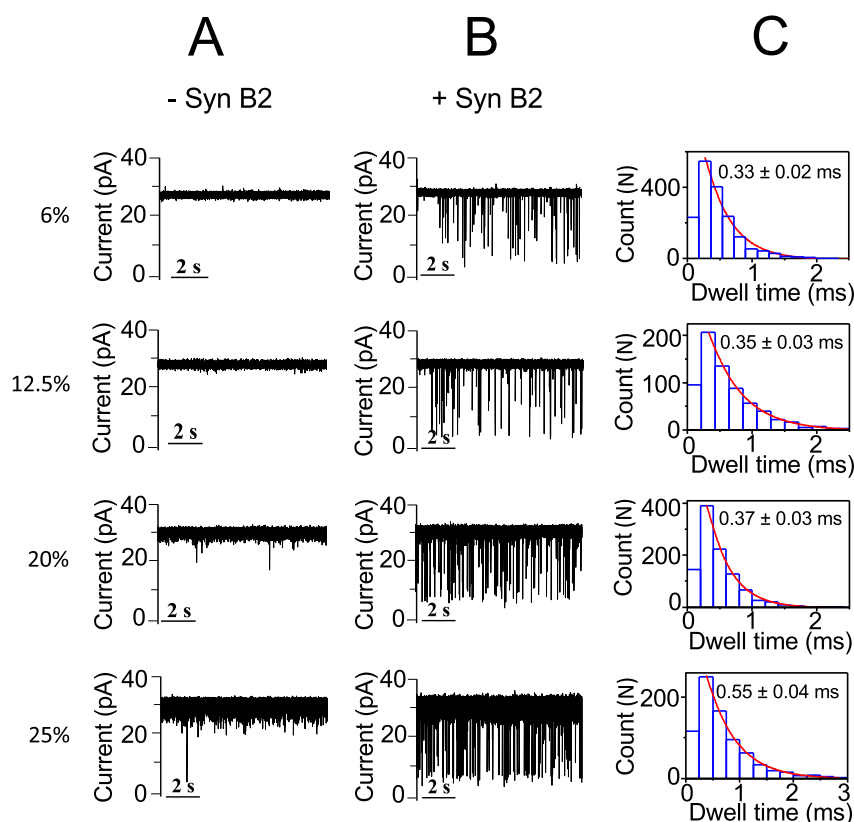 A B C
- Syn B2 + Syn B2
6%
Current (pA)
40
20
0
2 s
Current (pA)
40
20
0
2 s
Count (N)
400
0
0.33 ± 0.02 ms
0 1 2
Dwell time (ms)
12.5%
Current (pA)
40
20
0
2 s
Current (pA)
40
20
0
2 s
Count (N)
200
100
0
0.35 ± 0.03 ms
0 1 2
Dwell time (ms)
20%
Current (pA)
40
20
0
2 s
Current (pA)
40
20
0
2 s
Count (N)
400
200
0
0.37 ± 0.03 ms
0 1 2
Dwell time (ms)
25%
Current (pA)
40
20
0
2 s
Current (pA)
40
20
0
2 s
Count (N)
200
0
0.55 ± 0.04 ms
0 1 2 3
Dwell time (ms)